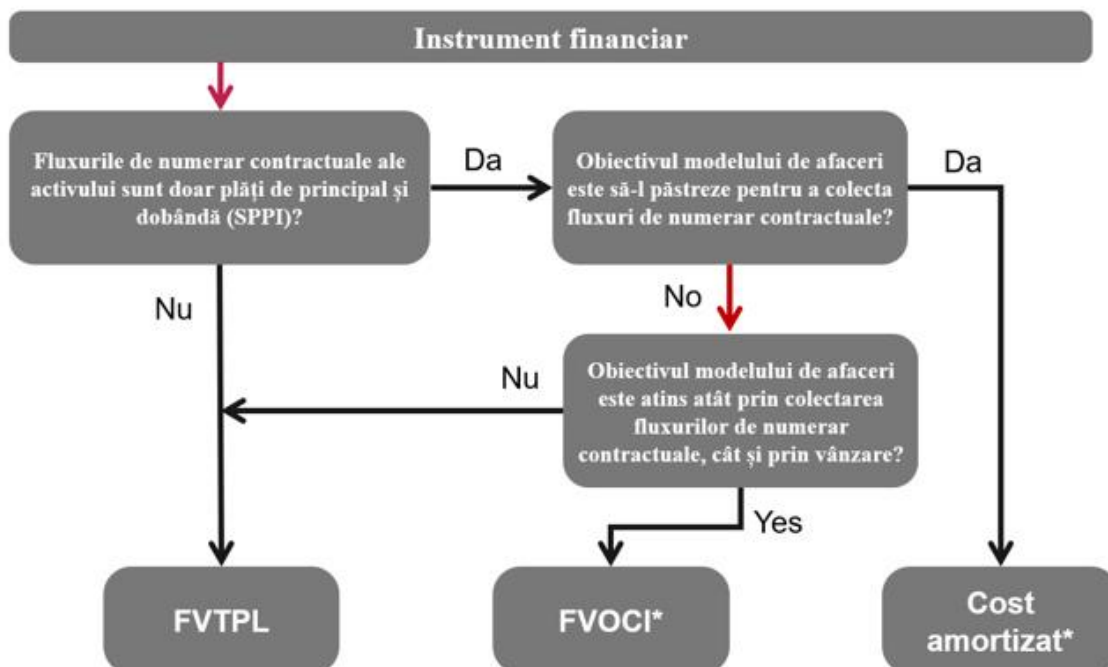 Instrument financiar
Fluxurile de numerar contractuale ale
activului sunt doar plăți de principal și
dobândă (SPPI)?
Da
Obiectivul modelului de afaceri
este să-l păstreze pentru a colecta
fluxuri de numerar contractuale?
Da
Nu
No
Nu
Obiectivul modelului de afaceri
este atins atât prin colectarea
fluxurilor de numerar
contractuale, cât și prin vânzare?
Yes
FVTPL
FVOCI*
Cost
amortizat*